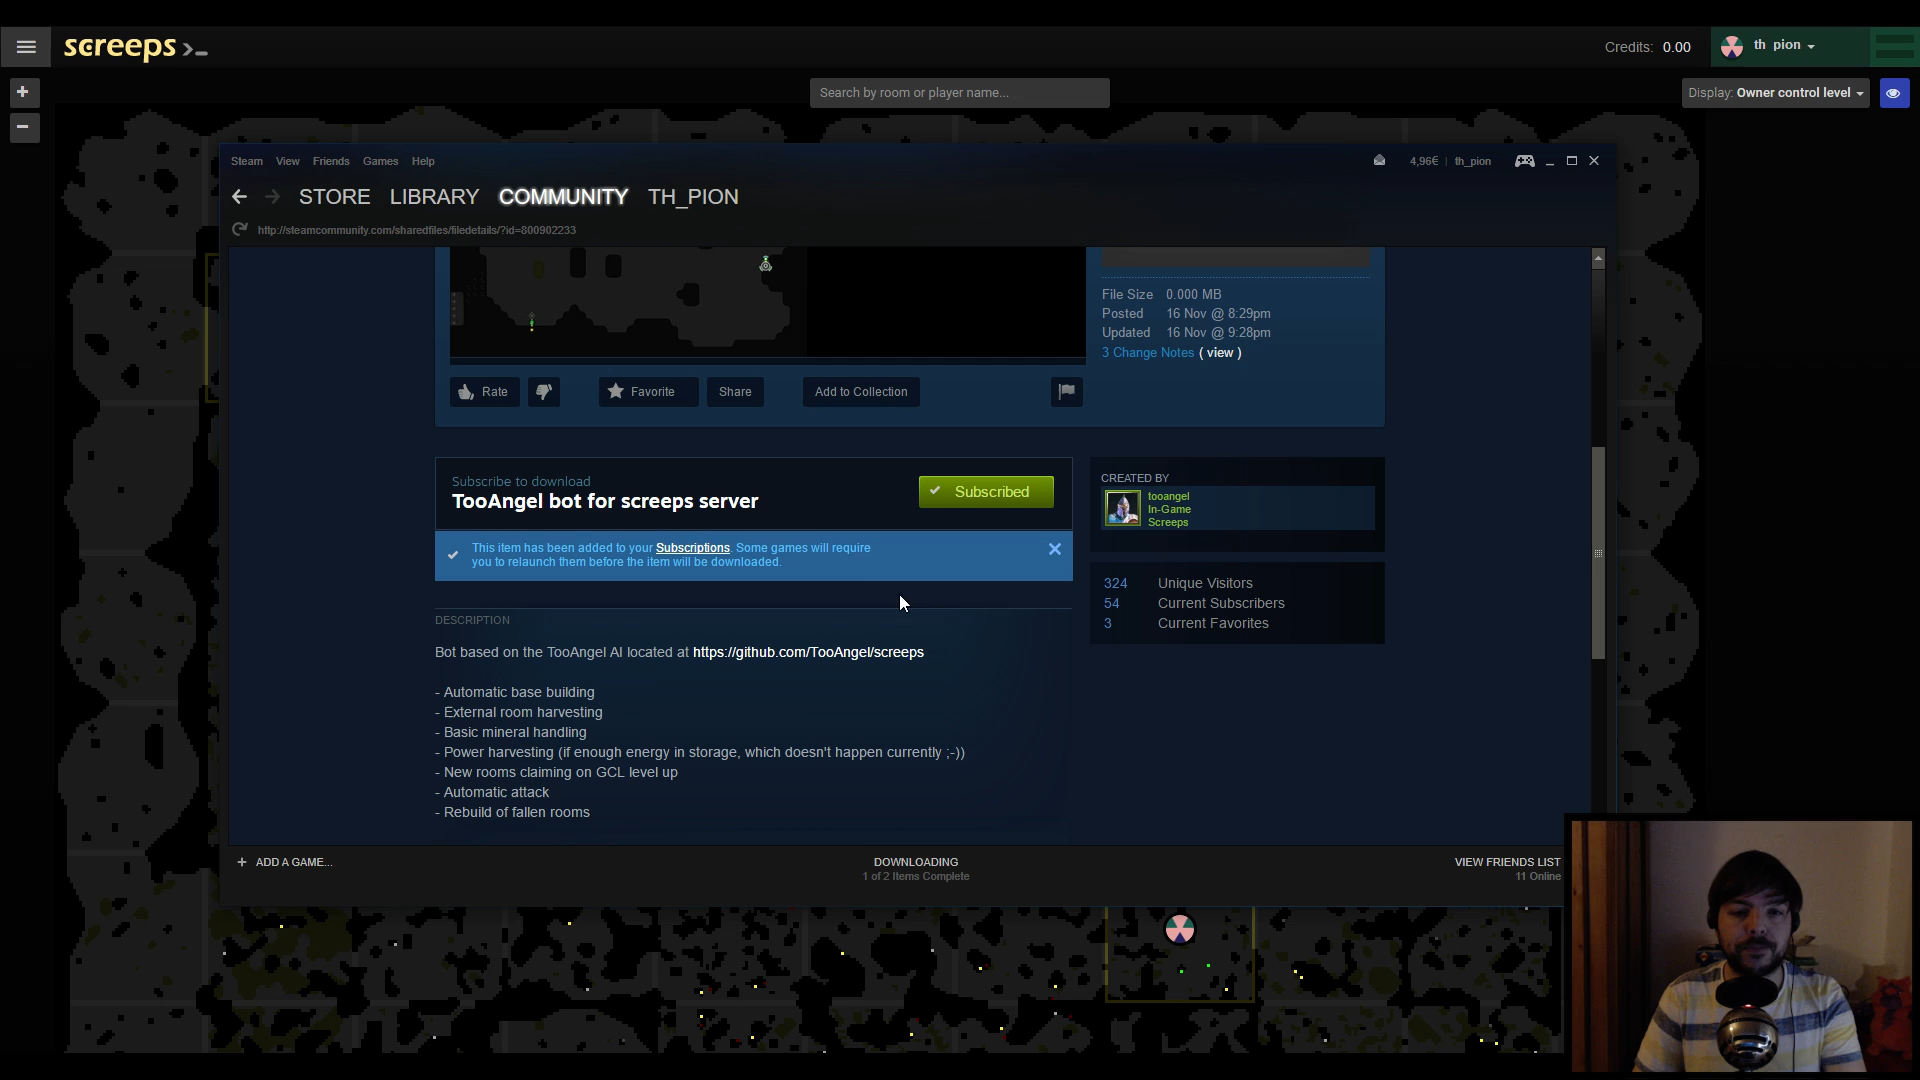 screeps
Credits: 0.00
th pion
Search by room or player name...
Display: Owner control level
Steam View Friends Games Help
4,96€ | th_pion
STORE LIBRARY COMMUNITY TH_PION
http://steamcommunity.com/sharedfiles/filedetails/?id=800902233
File Size 0.000 MB
Posted 16 Nov @ 8:29pm
Updated 16 Nov @ 9:28pm
3 Change Notes ( view )
Rate
Favorite
Share
Add to Collection
Subscribe to download
TooAngel bot for screeps server
Subscribed
This item has been added to your Subscriptions. Some games will require
you to relaunch them before the item will be downloaded.
CREATED BY
tooangel
In-Game
Screeps
324 Unique Visitors
54 Current Subscribers
3 Current Favorites
DESCRIPTION
Bot based on the TooAngel AI located at https://github.com/TooAngel/screeps
- Automatic base building
- External room harvesting
- Basic mineral handling
- Power harvesting (if enough energy in storage, which doesn't happen currently ;-))
- New rooms claiming on GCL level up
- Automatic attack
- Rebuild of fallen rooms
+ ADD A GAME...
DOWNLOADING
1 of 2 Items Complete
VIEW FRIENDS LIST
11 Online